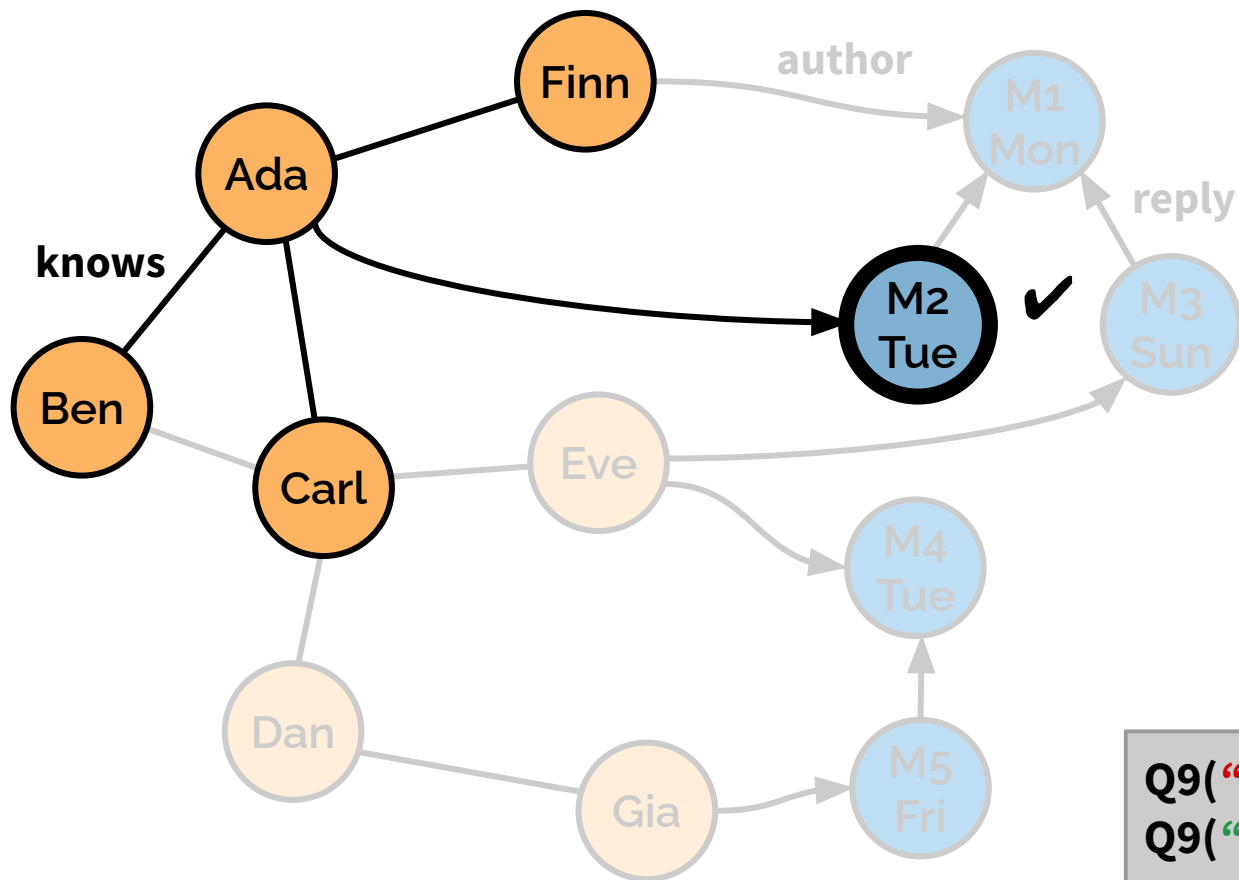 Finn
author
M1
Mon
Ada
reply
knows
M2
Tue
✔
M3
Sun
Ben
Eve
Carl
M4
Tue
Dan
M5
Fri
Gia
Q9(“
Q9(“